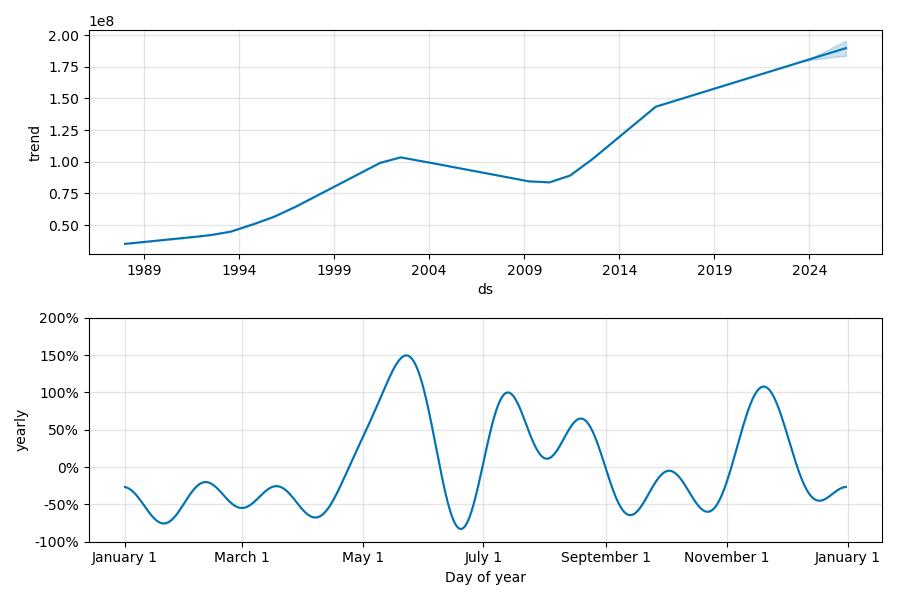 1e8
2.00
1.75
1.50
1.25
1.00
0.75
0.50
trend
1989 1994 1999 2004 2009 2014 2019 2024
ds
200%
150%
100%
50%
0%
-50%
-100%
yearly
January 1 March 1 May 1 July 1 September 1 November 1 January 1
Day of year